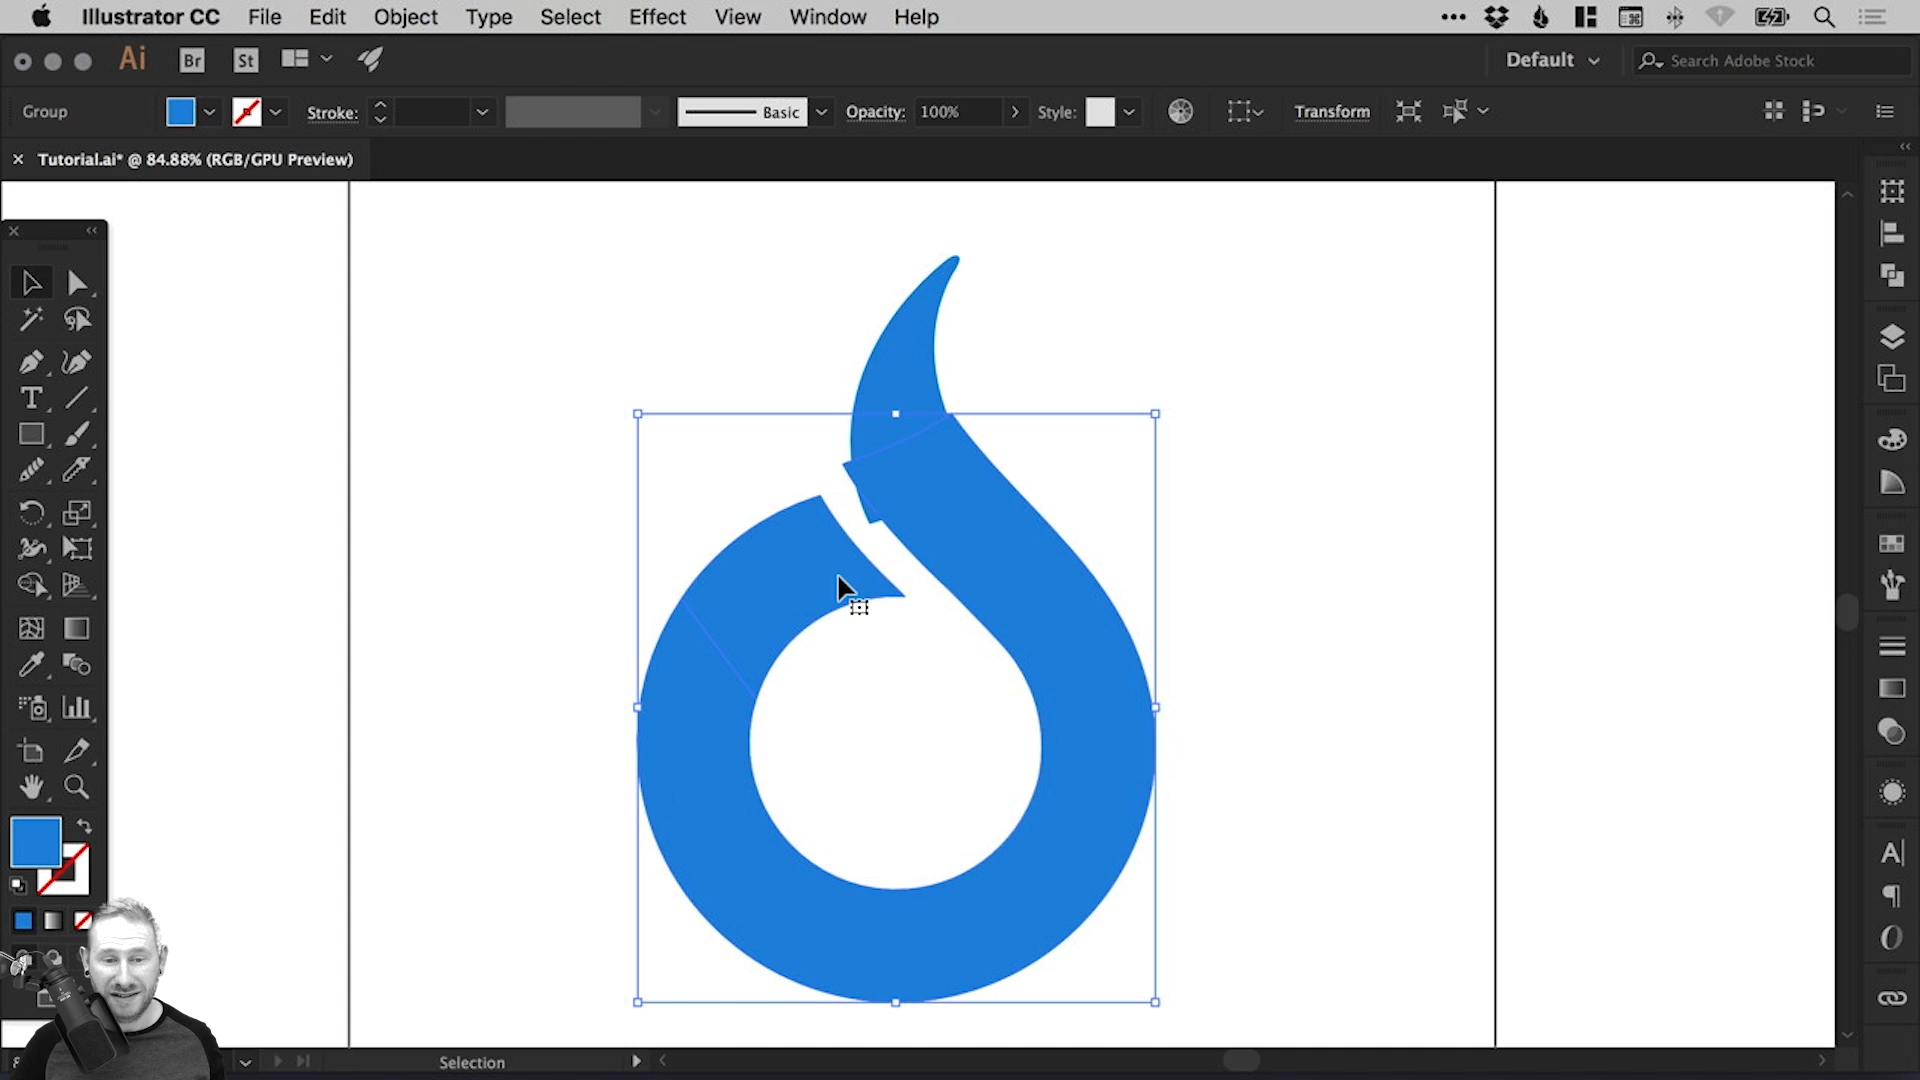 Illustrator CC File Edit Object Type Select Effect View Window Help
Ai Br St Default Search Adobe Stock
Group Stroke: Basic Opacity: 100% Style: Transform
× Tutorial.ai* @ 84.88% (RGB/GPU Preview)
Selection